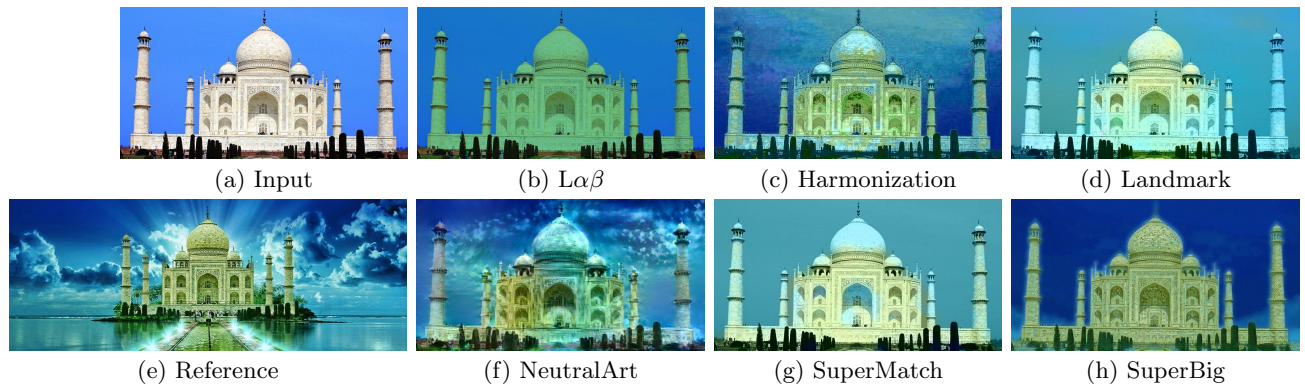 (a) Input
(b) Lαβ
(c) Harmonization
(d) Landmark
(e) Reference
(f) NeutralArt
(g) SuperMatch
(h) SuperBig